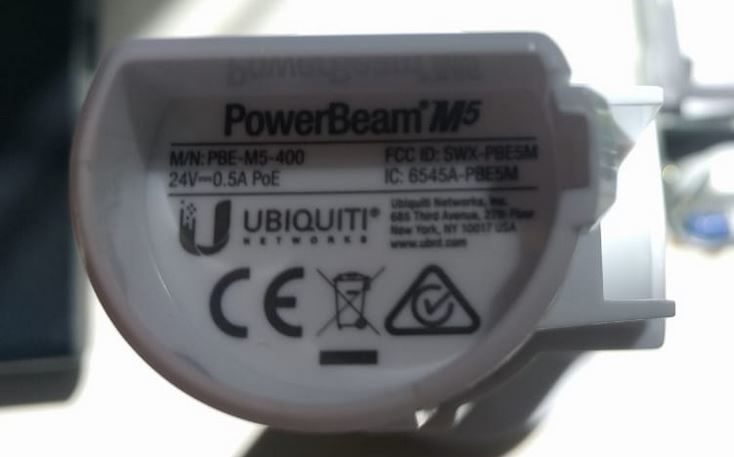 PowerBeam® M5
M/N: PBE-M5-400 FCC ID: SWX-PBE5M
24V⎓0.5A PoE IC: 6545A-PBE5M
UBIQUITI®
NETWORKS
Ubiquiti Networks, Inc.
685 Third Avenue, 27th Floor
New York, NY 10017 USA
www.ubnt.com
CE